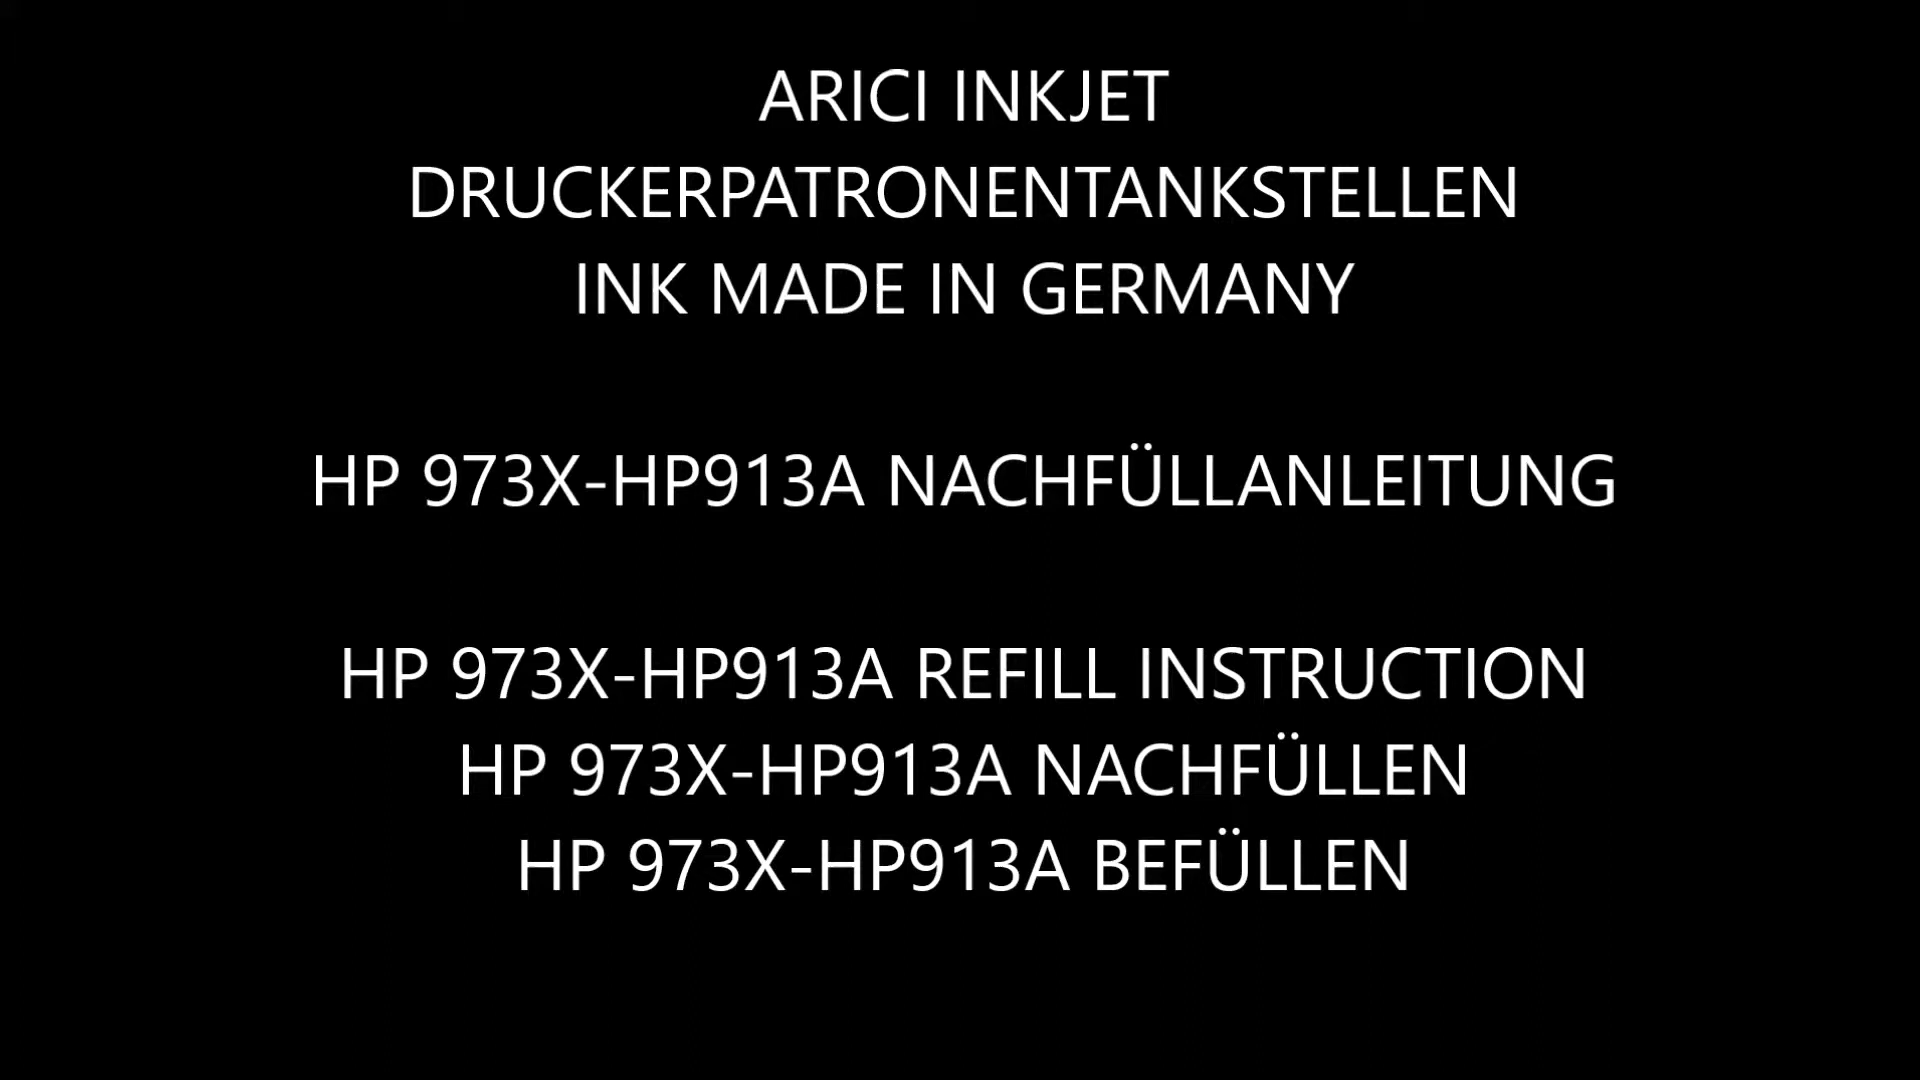 ARICI INKJET
DRUCKERPATRONENTANKSTELLEN
INK MADE IN GERMANY
HP 973X-HP913A NACHFÜLLANLEITUNG
HP 973X-HP913A REFILL INSTRUCTION
HP 973X-HP913A NACHFÜLLEN
HP 973X-HP913A BEFÜLLEN